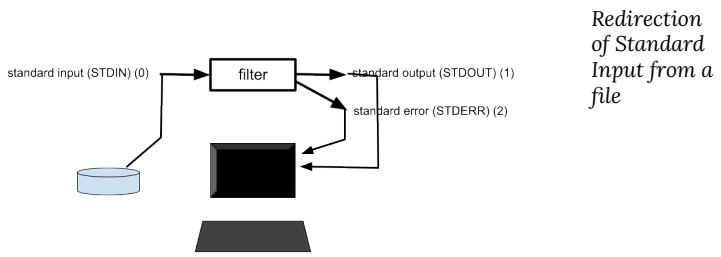 standard input (STDIN) (0)
filter
standard output (STDOUT) (1)
standard error (STDERR) (2)
Redirection
of Standard
Input from a
file